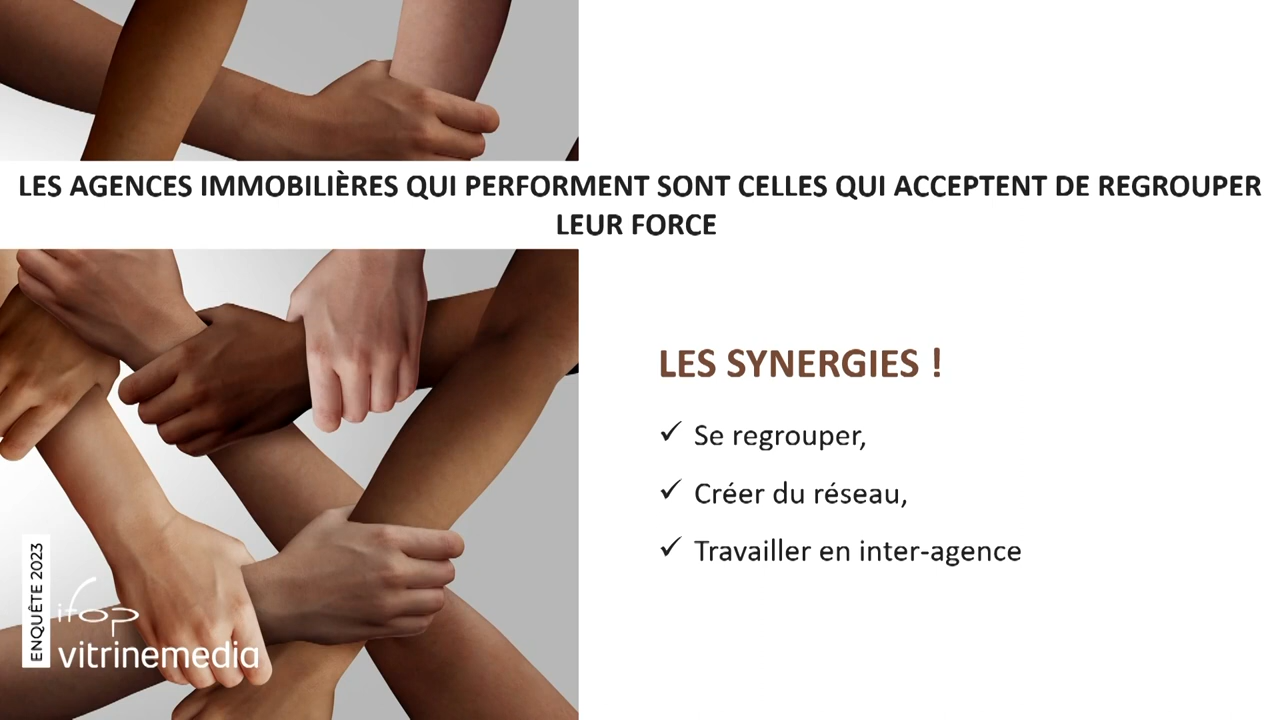 LES AGENCES IMMOBILIÈRES QUI PERFORMENT SONT CELLES QUI ACCEPTENT DE REGROUPER
LEUR FORCE
LES SYNERGIES !
✓ Se regrouper,
✓ Créer du réseau,
✓ Travailler en inter-agence
ENQUÊTE 2023
ifop
vitrinemedia